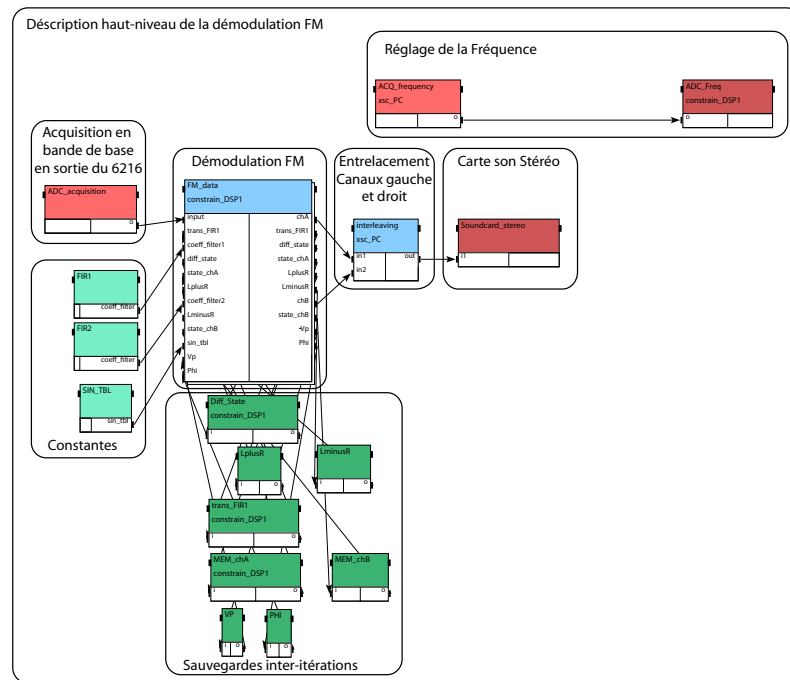 Déscription haut-niveau de la démodulation FM
Réglage de la Fréquence
ACQ_frequency
xsc_PC
o
ADC_Freq
constrain_DSP1
o
Acquisition en
bande de base
en sortie du 6216
ADC_acquisition
o
Démodulation FM
FM_data
constrain_DSP1
input
trans_FIR1
coeff_filter1
diff_state
state_chA
LplusR
coeff_filter2
LminusR
state_chB
sin_tbl
Vp
Phi
chA
trans_FIR1
diff_state
state_chA
LplusR
LminusR
chB
state_chB
Vp
Phi
Entrelacement
Canaux gauche
et droit
interleaving
xsc_PC
in1
out
in2
Carte son Stéréo
Soundcard_stereo
i1
FIR1
coeff_filter
FIR2
coeff_filter
SIN_TBL
sin_tbl
Constantes
Diff_State
constrain_DSP1
i
o
LplusR
i
o
LminusR
i
o
trans_FIR1
constrain_DSP1
i
o
MEM_chA
constrain_DSP1
i
o
MEM_chB
i
o
VP
i
o
PHI
i
o
Sauvegardes inter-itérations